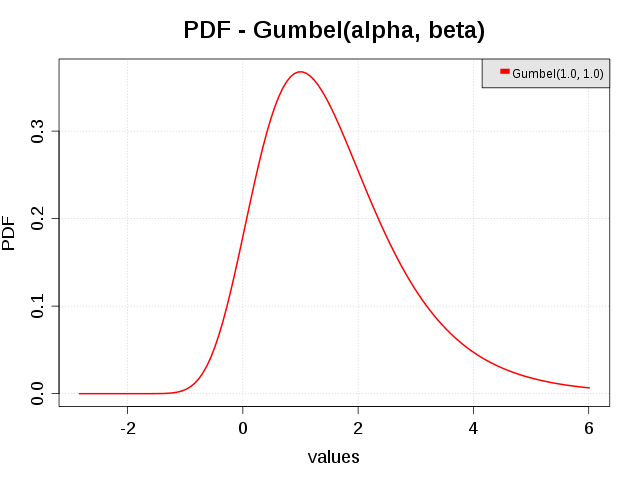 PDF - Gumbel(alpha, beta)
Gumbel(1.0, 1.0)
PDF
0.3
0.2
0.1
0.0
-2 0 2 4 6
values